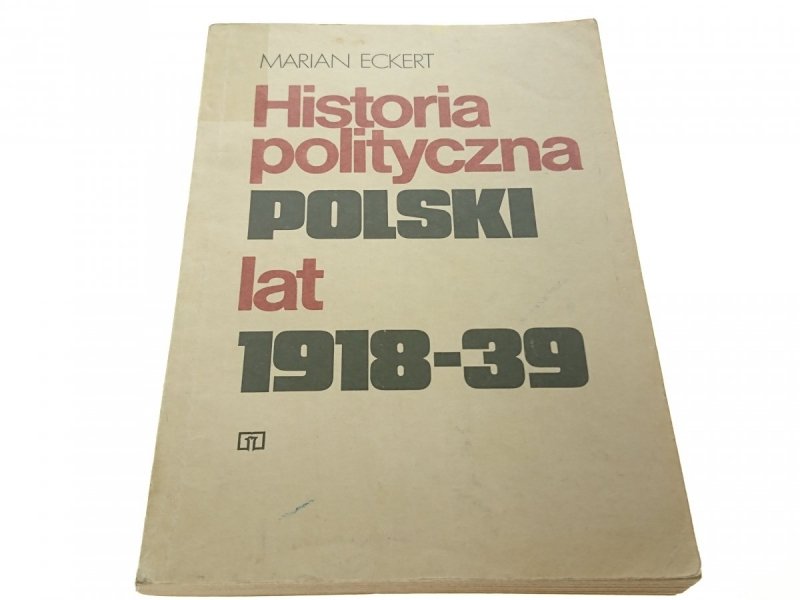 MARIAN ECKERT
Historia
polityczna
POLSKI
lat
1918-39